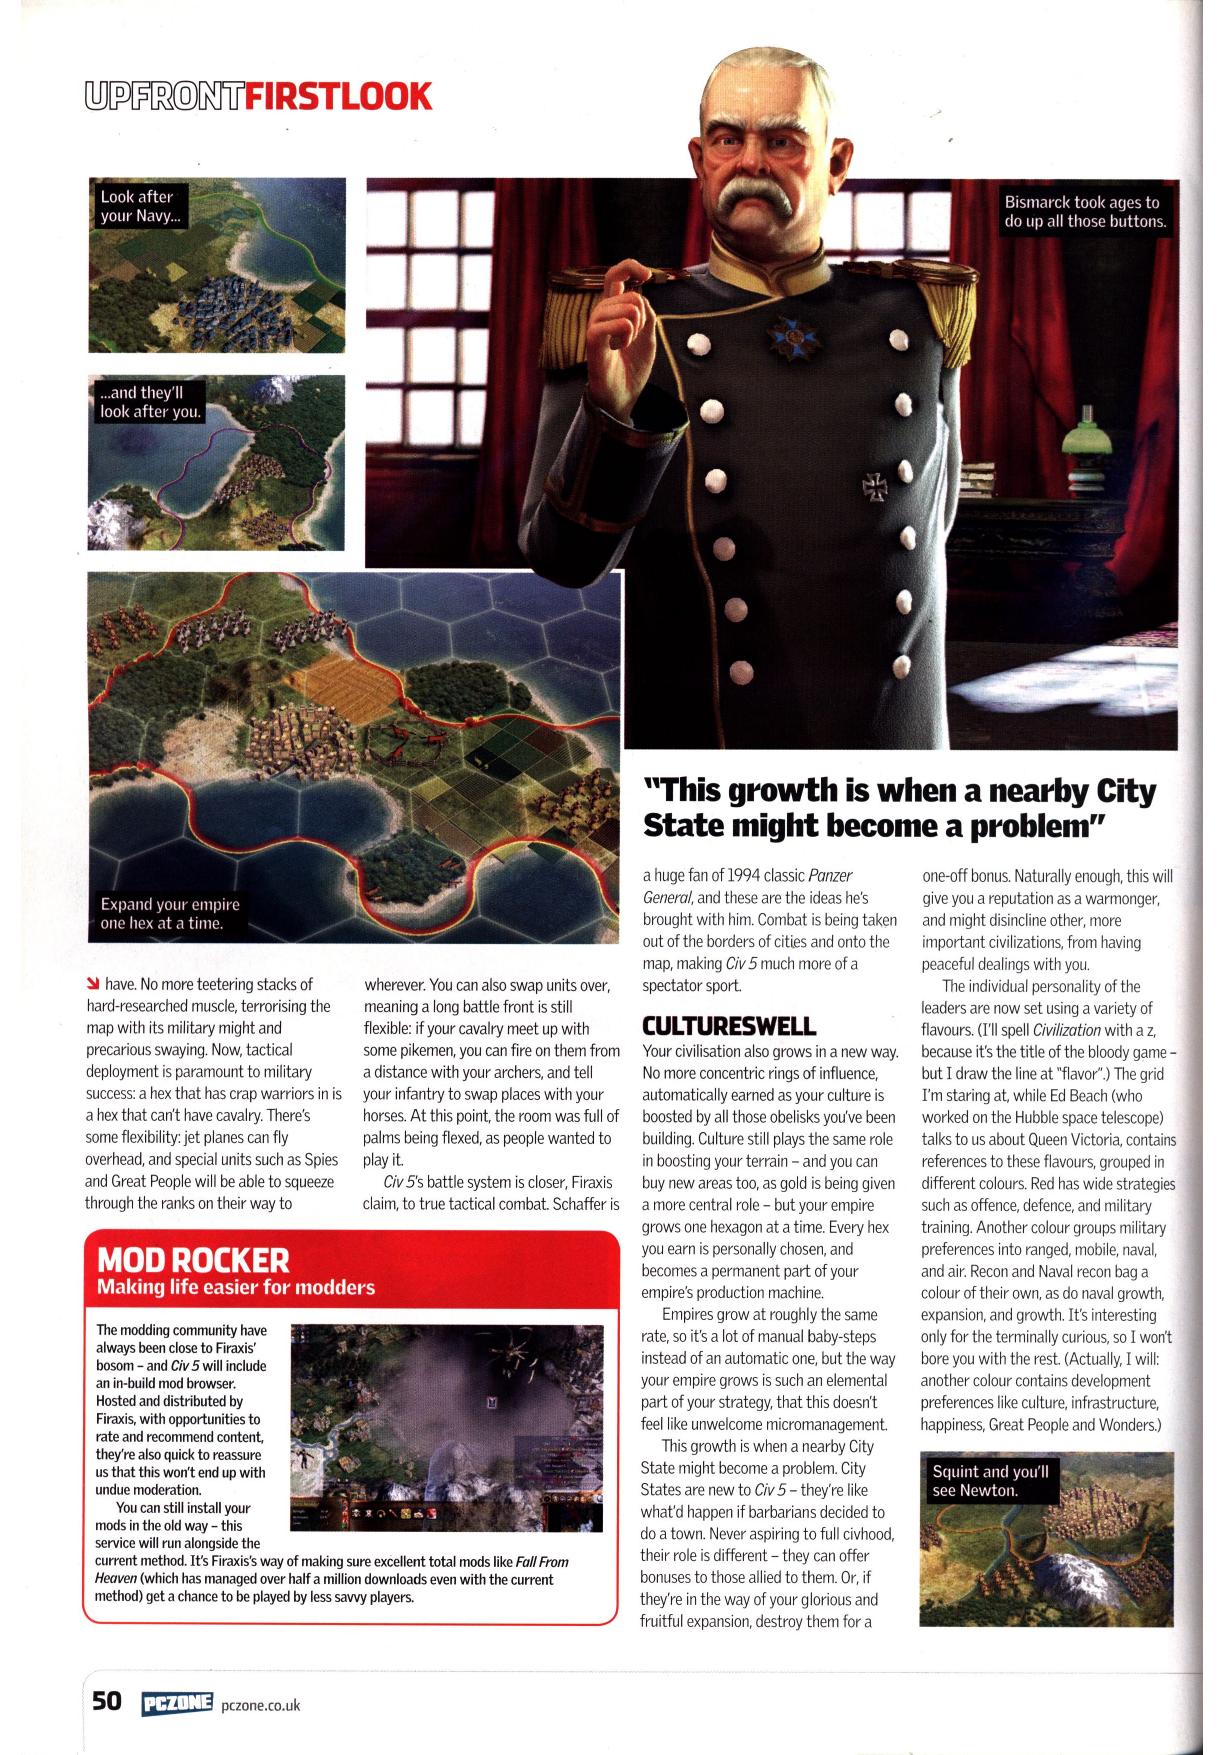 UPFRONTFIRSTLOOK
Look after
your Navy...
Bismarck took ages to
do up all those buttons.
...and they'll
look after you.
Expand your empire
one hex at a time.
"This growth is when a nearby City
State might become a problem"
have. No more teetering stacks of
hard-researched muscle, terrorising the
map with its military might and
precarious swaying. Now, tactical
deployment is paramount to military
success: a hex that has crap warriors in is
a hex that can't have cavalry. There's
some flexibility: jet planes can fly
overhead, and special units such as Spies
and Great People will be able to squeeze
through the ranks on their way to
wherever. You can also swap units over,
meaning a long battle front is still
flexible: if your cavalry meet up with
some pikemen, you can fire on them from
a distance with your archers, and tell
your infantry to swap places with your
horses. At this point, the room was full of
palms being flexed, as people wanted to
play it.
Civ 5's battle system is closer, Firaxis
claim, to true tactical combat. Schaffer is
a huge fan of 1994 classic Panzer
General, and these are the ideas he's
brought with him. Combat is being taken
out of the borders of cities and onto the
map, making Civ 5 much more of a
spectator sport.
CULTURESWELL
Your civilisation also grows in a new way.
No more concentric rings of influence,
automatically earned as your culture is
boosted by all those obelisks you've been
building. Culture still plays the same role
in boosting your terrain – and you can
buy new areas too, as gold is being given
a more central role – but your empire
grows one hexagon at a time. Every hex
you earn is personally chosen, and
becomes a permanent part of your
empire's production machine.
Empires grow at roughly the same
rate, so it's a lot of manual baby-steps
instead of an automatic one, but the way
your empire grows is such an elemental
part of your strategy, that this doesn't
feel like unwelcome micromanagement.
This growth is when a nearby City
State might become a problem. City
States are new to Civ 5 – they're like
what'd happen if barbarians decided to
do a town. Never aspiring to full civhood,
their role is different – they can offer
bonuses to those allied to them. Or, if
they're in the way of your glorious and
fruitful expansion, destroy them for a
one-off bonus. Naturally enough, this will
give you a reputation as a warmonger,
and might disincline other, more
important civilizations, from having
peaceful dealings with you.
The individual personality of the
leaders are now set using a variety of
flavours. (I'll spell Civilization with a z,
because it's the title of the bloody game –
but I draw the line at "flavor".) The grid
I'm staring at, while Ed Beach (who
worked on the Hubble space telescope)
talks to us about Queen Victoria, contains
references to these flavours, grouped in
different colours. Red has wide strategies
such as offence, defence, and military
training. Another colour groups military
preferences into ranged, mobile, naval,
and air. Recon and Naval recon bag a
colour of their own, as do naval growth,
expansion, and growth. It's interesting
only for the terminally curious, so I won't
bore you with the rest. (Actually, I will:
another colour contains development
preferences like culture, infrastructure,
happiness, Great People and Wonders.)
Squint and you'll
see Newton.
MOD ROCKER
Making life easier for modders
The modding community have
always been close to Firaxis'
bosom – and Civ 5 will include
an in-build mod browser.
Hosted and distributed by
Firaxis, with opportunities to
rate and recommend content,
they're also quick to reassure
us that this won't end up with
undue moderation.
You can still install your
mods in the old way – this
service will run alongside the
current method. It's Firaxis's way of making sure excellent total mods like Fall From
Heaven (which has managed over half a million downloads even with the current
method) get a chance to be played by less savvy players.
50 PCZONE pczone.co.uk